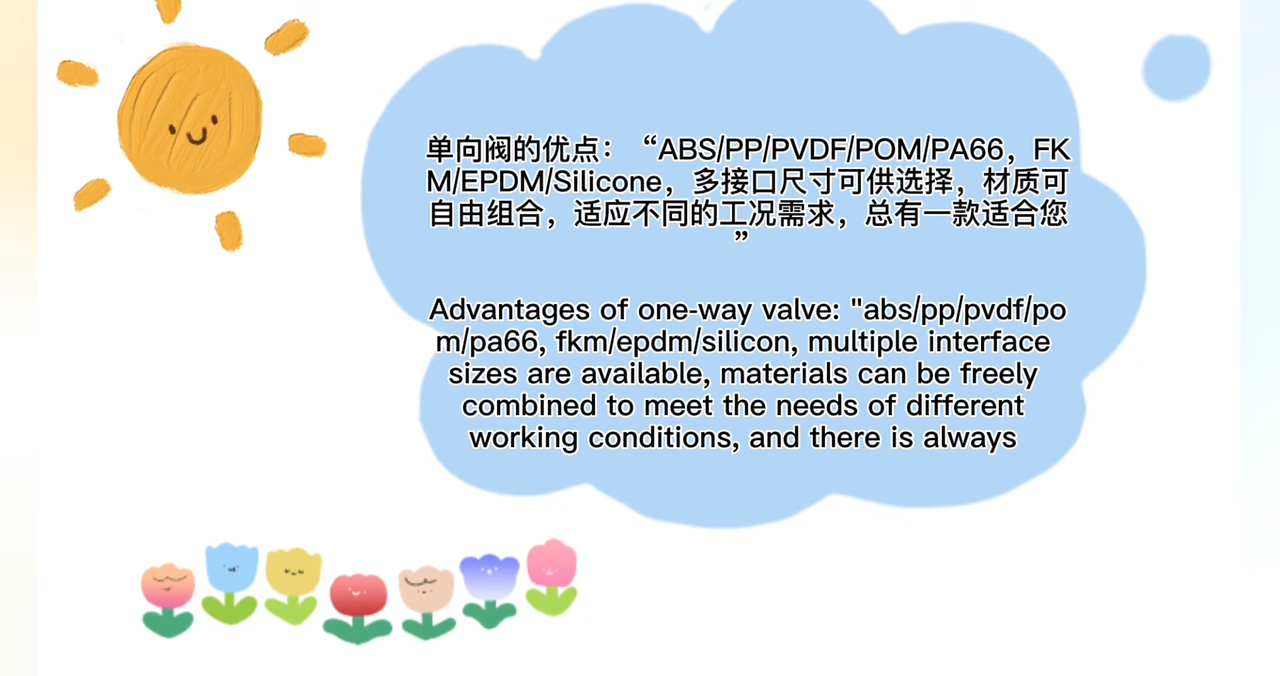 单向阀的优点：“ABS/PP/PVDF/POM/PA66，FK
M/EPDM/Silicone，多接口尺寸可供选择，材质可
自由组合，适应不同的工况需求，总有一款适合您
”
Advantages of one-way valve: "abs/pp/pvdf/po
m/pa66, fkm/epdm/silicon, multiple interface
sizes are available, materials can be freely
combined to meet the needs of different
working conditions, and there is always